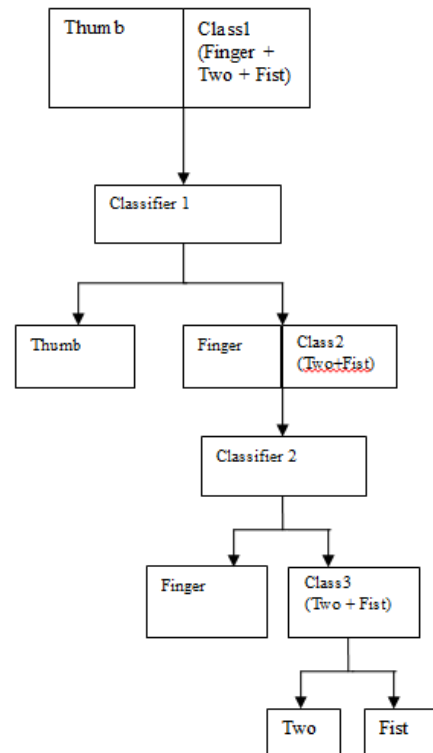 Thumb
Class1
(Finger +
Two + Fist)
Classifier 1
Thumb
Finger
Class2
(Two+Fist)
Classifier 2
Finger
Class3
(Two + Fist)
Two
Fist